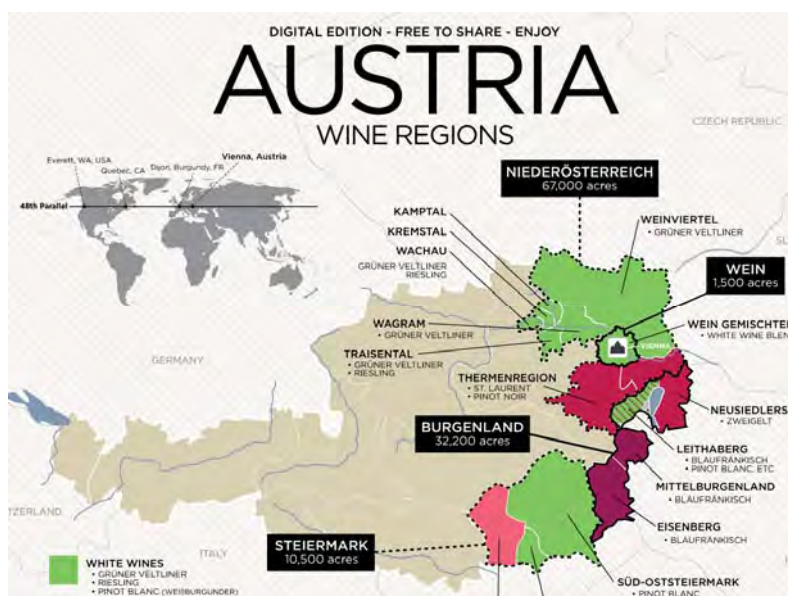 DIGITAL EDITION - FREE TO SHARE - ENJOY
AUSTRIA
WINE REGIONS
CZECH REPUBLIC
Everett, WA, USA
Quebec, CA
Dijon, Burgundy, FR
Vienna, Austria
48th Parallel
NIEDERÖSTERREICH
67,000 acres
KAMPTAL
KREMSTAL
WACHAU
GRÜNER VELTLINER
RIESLING
WEINVIERTEL
• GRÜNER VELTLINER
WEIN
1,500 acres
WAGRAM
• GRÜNER VELTLINER
TRAISENTAL
• GRÜNER VELTLINER
• RIESLING
VIENNA
WEIN GEMISCHTER
• WHITE WINE BLEN
GERMANY
THERMENREGION
• ST. LAURENT
• PINOT NOIR
NEUSIEDLERS
• ZWEIGELT
BURGENLAND
32,200 acres
LEITHABERG
• BLAUFRÄNKISCH
• PINOT BLANC, ETC
MITTELBURGENLAND
• BLAUFRÄNKISCH
EISENBERG
• BLAUFRÄNKISCH
TZERLAND
ITALY
STEIERMARK
10,500 acres
SÜD-OSTSTEIERMARK
• PINOT BLANC
WHITE WINES
• GRÜNER VELTLINER
• RIESLING
• PINOT BLANC (WEIßBURGUNDER)